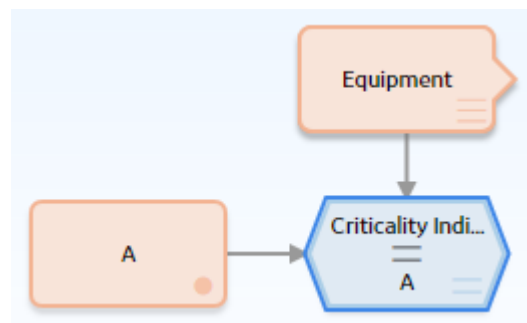 Equipment
A
Criticality Indi...
=
A